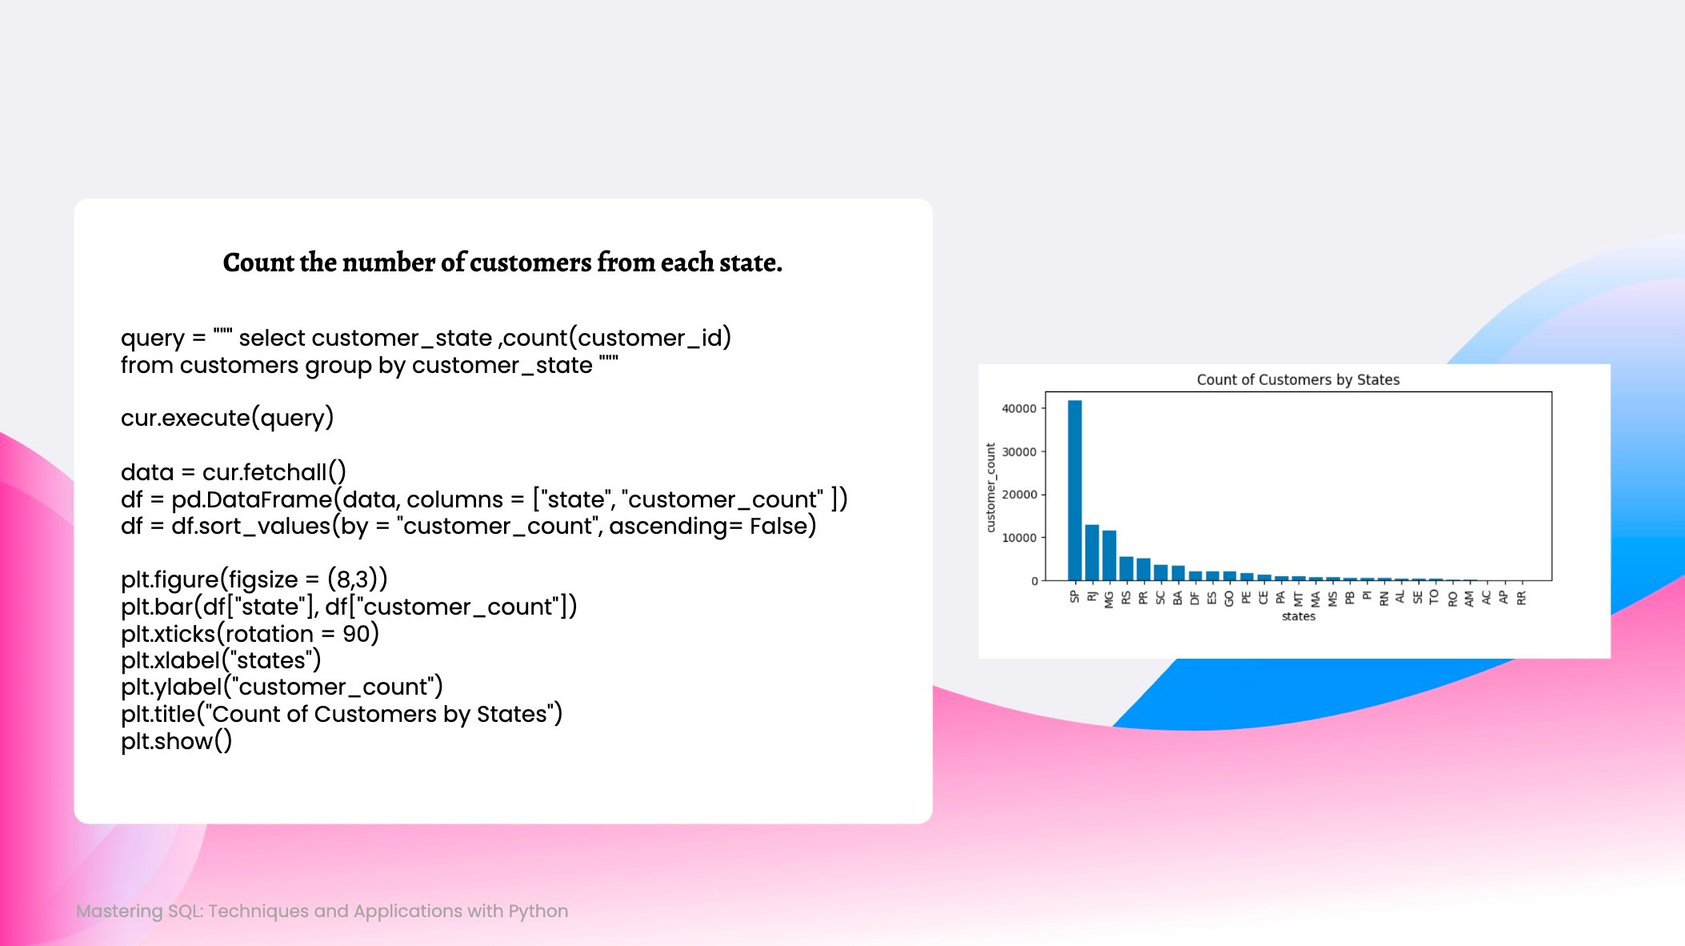 Count the number of customers from each state.
query = """ select customer_state ,count(customer_id)
from customers group by customer_state """
cur.execute(query)
data = cur.fetchall()
df = pd.DataFrame(data, columns = ["state", "customer_count" ])
df = df.sort_values(by = "customer_count", ascending= False)
plt.figure(figsize = (8,3))
plt.bar(df["state"], df["customer_count"])
plt.xticks(rotation = 90)
plt.xlabel("states")
plt.ylabel("customer_count")
plt.title("Count of Customers by States")
plt.show()
Count of Customers by States
customer_count
40000
30000
20000
10000
0
SP RJ MG RS PR SC BA DF ES GO PE CE PA MT MA MS PB PI RN AL SE TO RO AM AC AP RR
states
Mastering SQL: Techniques and Applications with Python